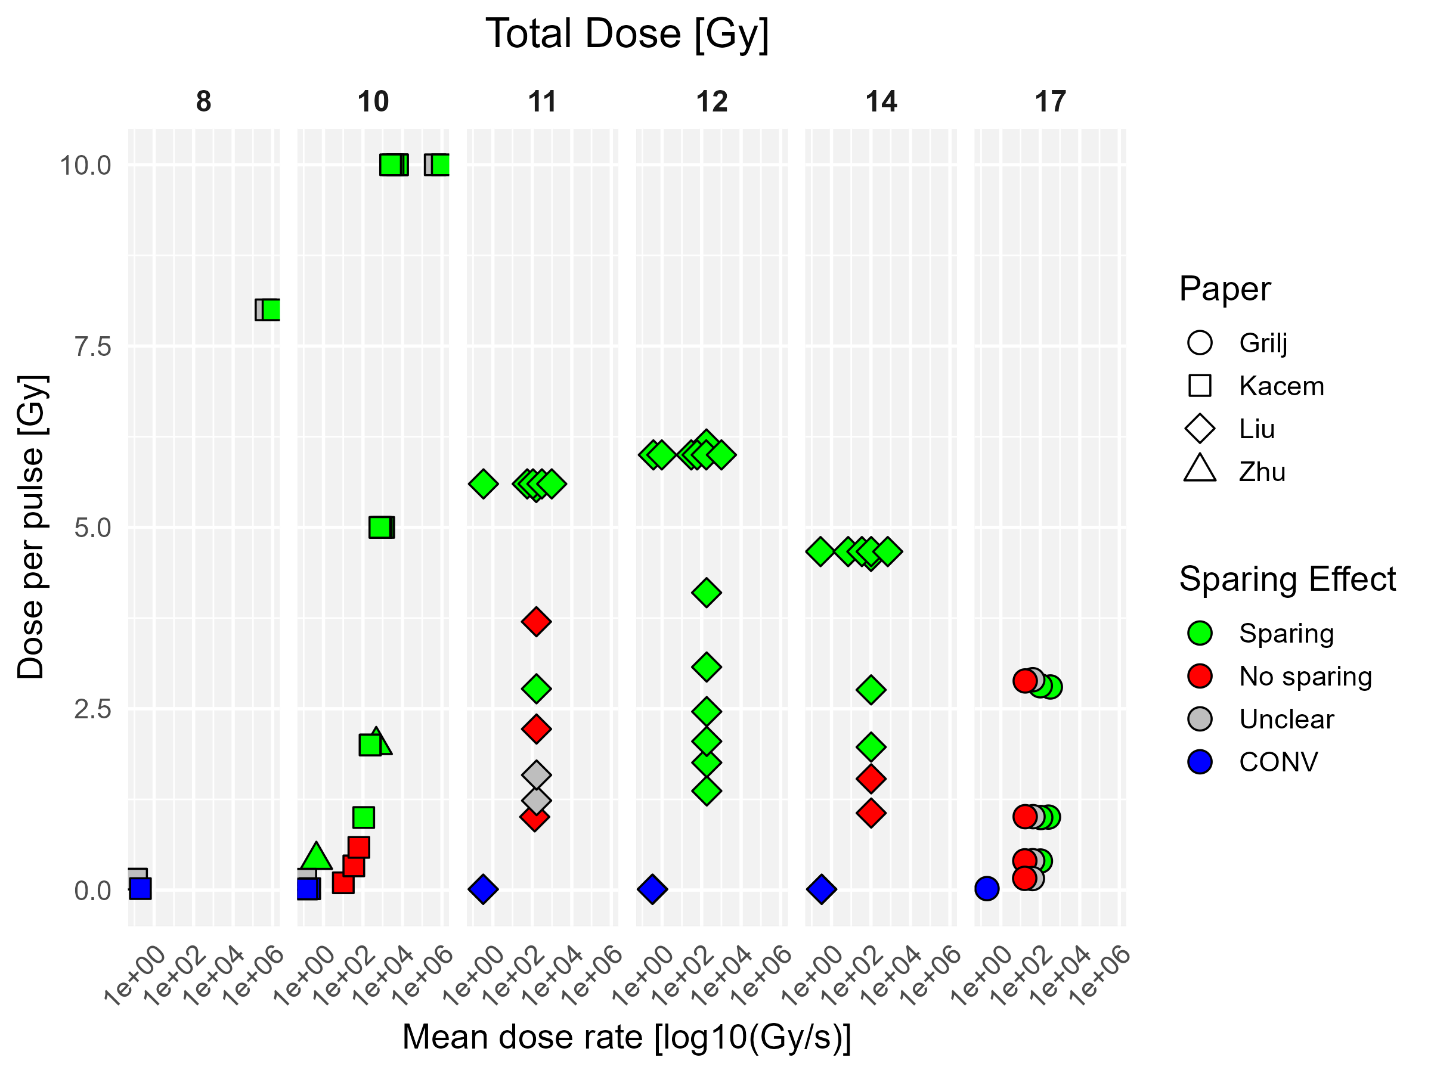 Total Dose [Gy]
8 10 11 12 14 17
10.0
7.5
5.0
2.5
0.0
Dose per pulse [Gy]
1e+00 1e+02 1e+04 1e+06 1e+00 1e+02 1e+04 1e+06 1e+00 1e+02 1e+04 1e+06 1e+00 1e+02 1e+04 1e+06 1e+00 1e+02 1e+04 1e+06 1e+00 1e+02 1e+04 1e+06
Mean dose rate [log10(Gy/s)]
Paper
Grilj
Kacem
Liu
Zhu
Sparing Effect
Sparing
No sparing
Unclear
CONV